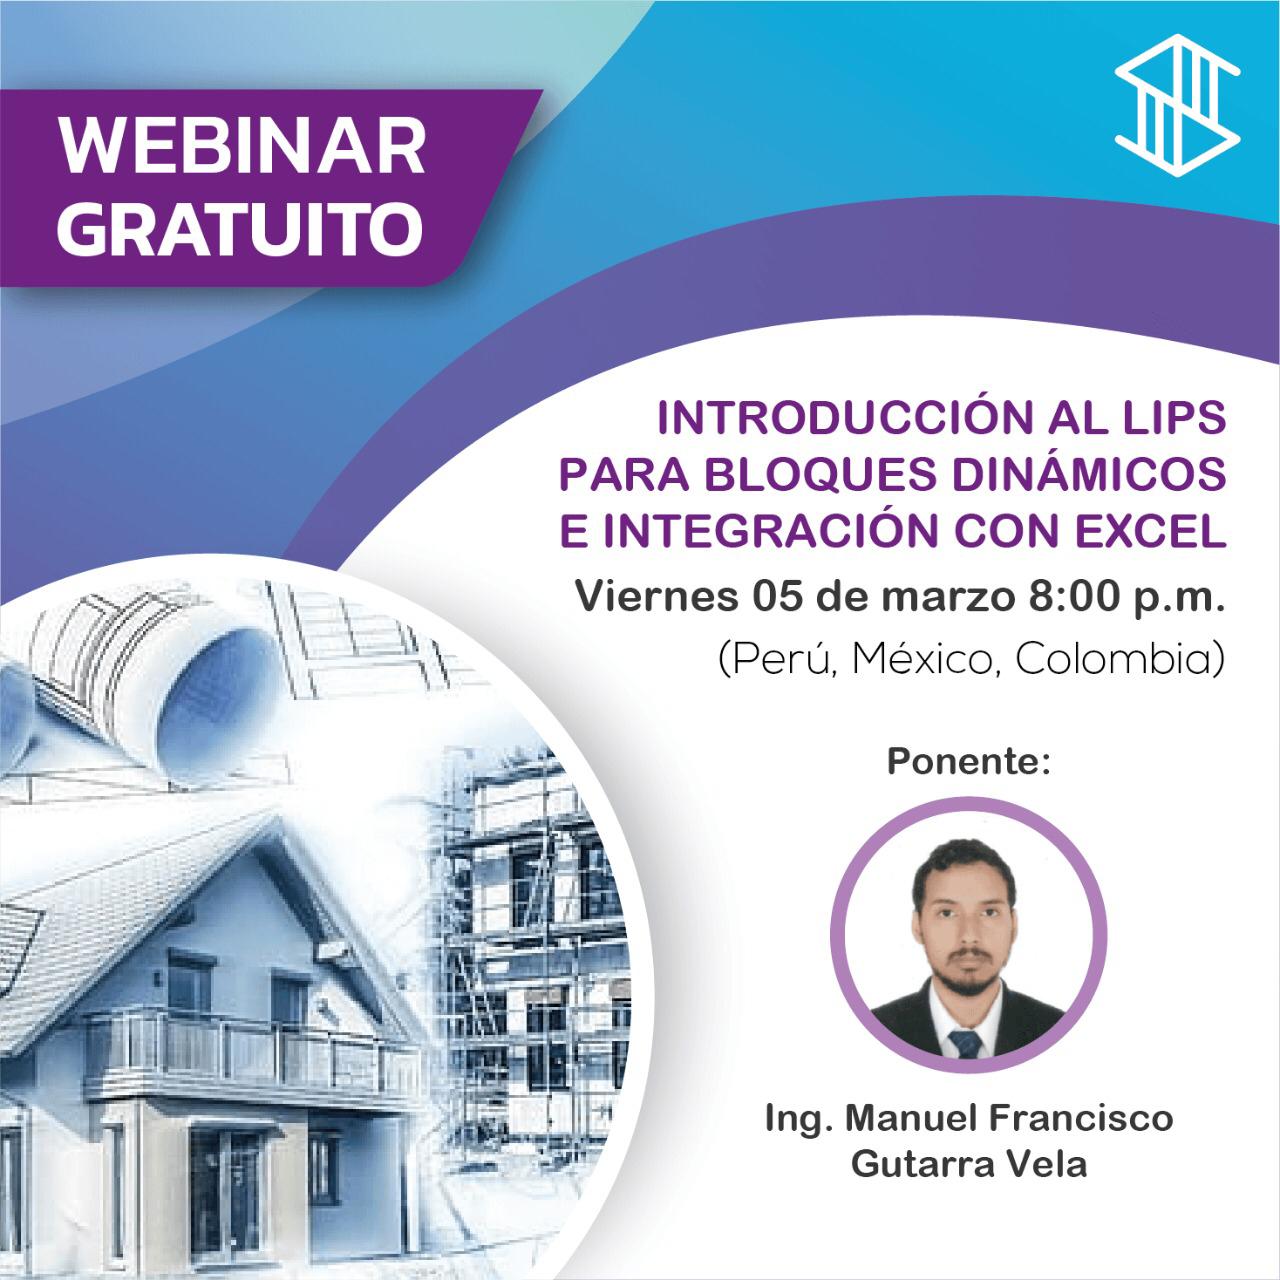 WEBINAR
GRATUITO
INTRODUCCIÓN AL LIPS
PARA BLOQUES DINÁMICOS
E INTEGRACIÓN CON EXCEL
Viernes 05 de marzo 8:00 p.m.
(Perú, México, Colombia)
Ponente:
Ing. Manuel Francisco
Gutarra Vela